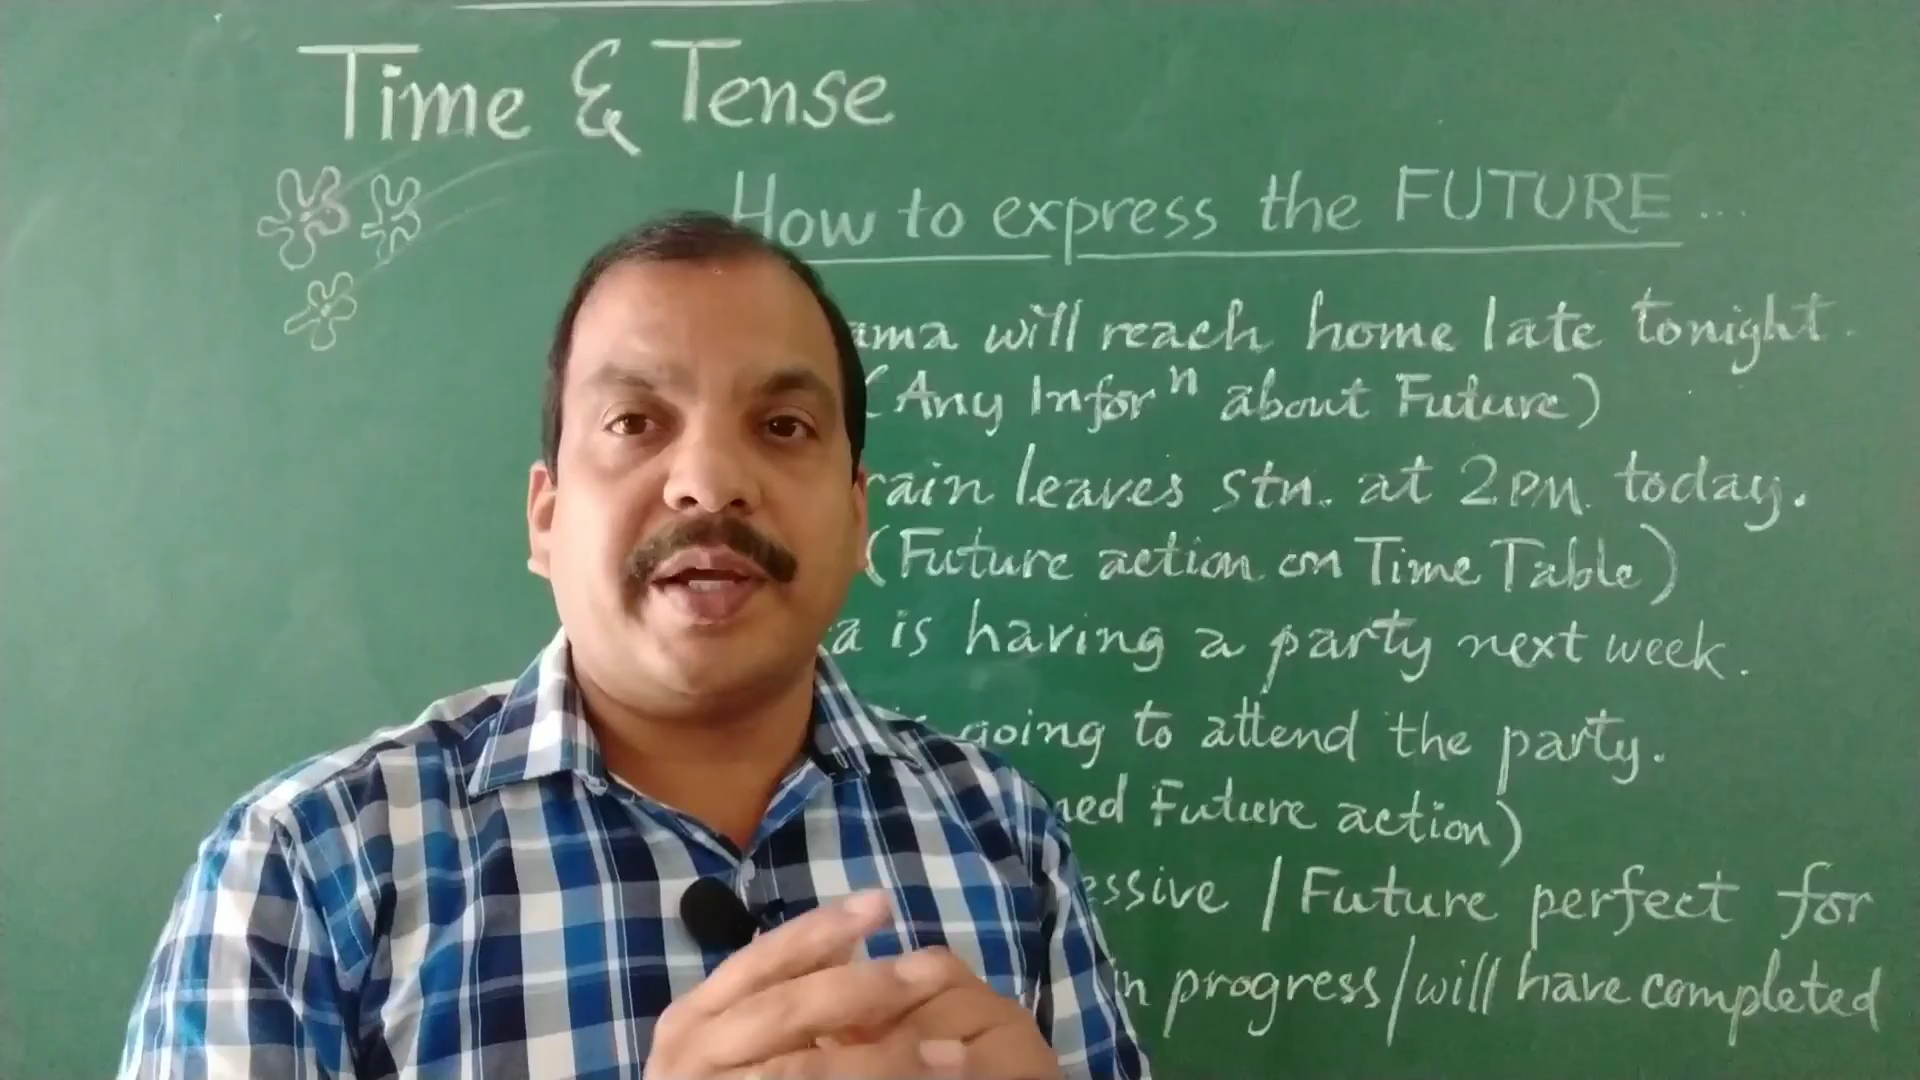 Time & Tense
How to express the FUTURE...
ama will reach home late tonight.
(Any Inforⁿ about Future)
rain leaves stn. at 2 PM today.
(Future action on Time Table)
a is having a party next week.
going to attend the party.
ned Future action)
essive / Future perfect for
in progress/will have completed